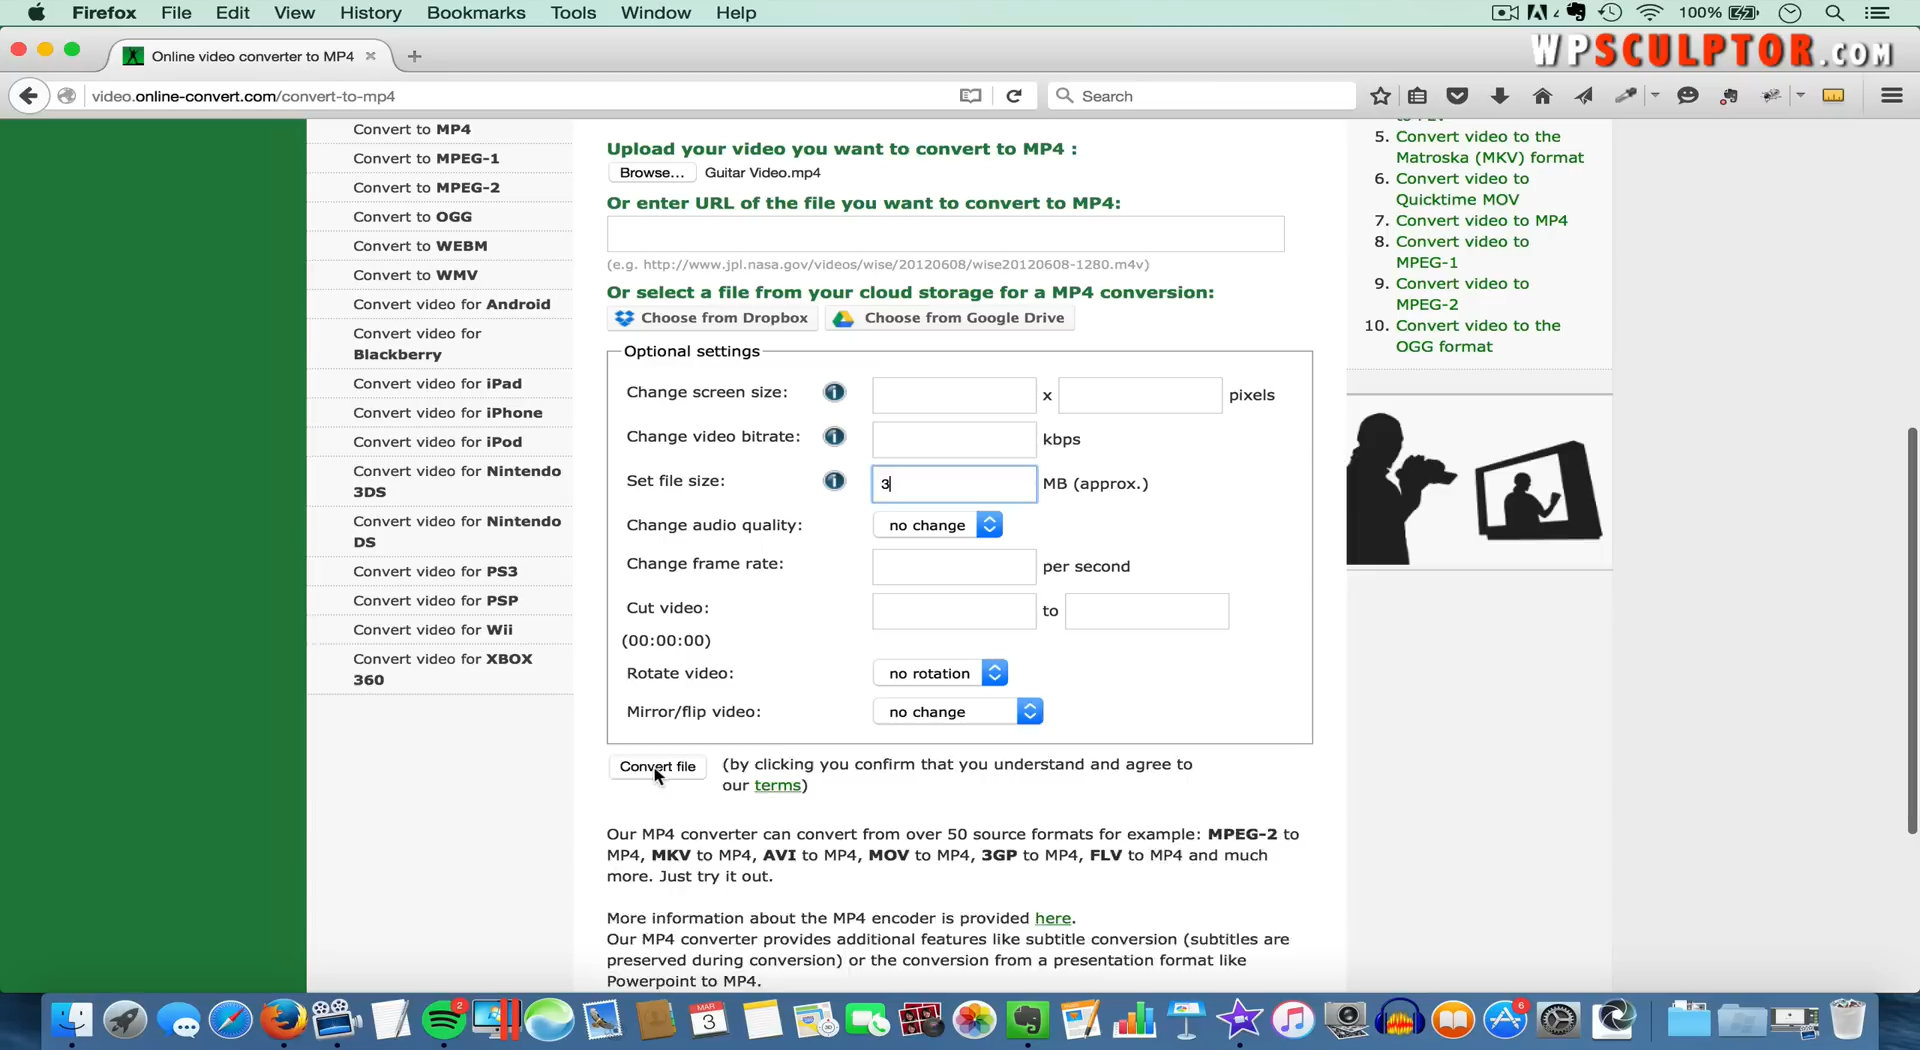 Firefox File Edit View History Bookmarks Tools Window Help
4 100%
Online video converter to MP4
WPSCULPTOR.COM
video.online-convert.com/convert-to-mp4
Search
Convert to MP4
Convert to MPEG-1
Convert to MPEG-2
Convert to OGG
Convert to WEBM
Convert to WMV
Convert video for Android
Convert video for
Blackberry
Convert video for iPad
Convert video for iPhone
Convert video for iPod
Convert video for Nintendo
3DS
Convert video for Nintendo
DS
Convert video for PS3
Convert video for PSP
Convert video for Wii
Convert video for XBOX
360
Upload your video you want to convert to MP4 :
Browse... Guitar Video.mp4
Or enter URL of the file you want to convert to MP4:
(e.g. http://www.jpl.nasa.gov/videos/wise/20120608/wise20120608-1280.m4v)
Or select a file from your cloud storage for a MP4 conversion:
Choose from Dropbox Choose from Google Drive
Optional settings
Change screen size: i x pixels
Change video bitrate: i kbps
Set file size: i 3 MB (approx.)
Change audio quality: no change
Change frame rate: per second
Cut video: to
(00:00:00)
Rotate video: no rotation
Mirror/flip video: no change
Convert file (by clicking you confirm that you understand and agree to
our terms)
Our MP4 converter can convert from over 50 source formats for example: MPEG-2 to
MP4, MKV to MP4, AVI to MP4, MOV to MP4, 3GP to MP4, FLV to MP4 and much
more. Just try it out.
More information about the MP4 encoder is provided here.
Our MP4 converter provides additional features like subtitle conversion (subtitles are
preserved during conversion) or the conversion from a presentation format like
Powerpoint to MP4.
5. Convert video to the
Matroska (MKV) format
6. Convert video to
Quicktime MOV
7. Convert video to MP4
8. Convert video to
MPEG-1
9. Convert video to
MPEG-2
10. Convert video to the
OGG format
2
MAR
3
6